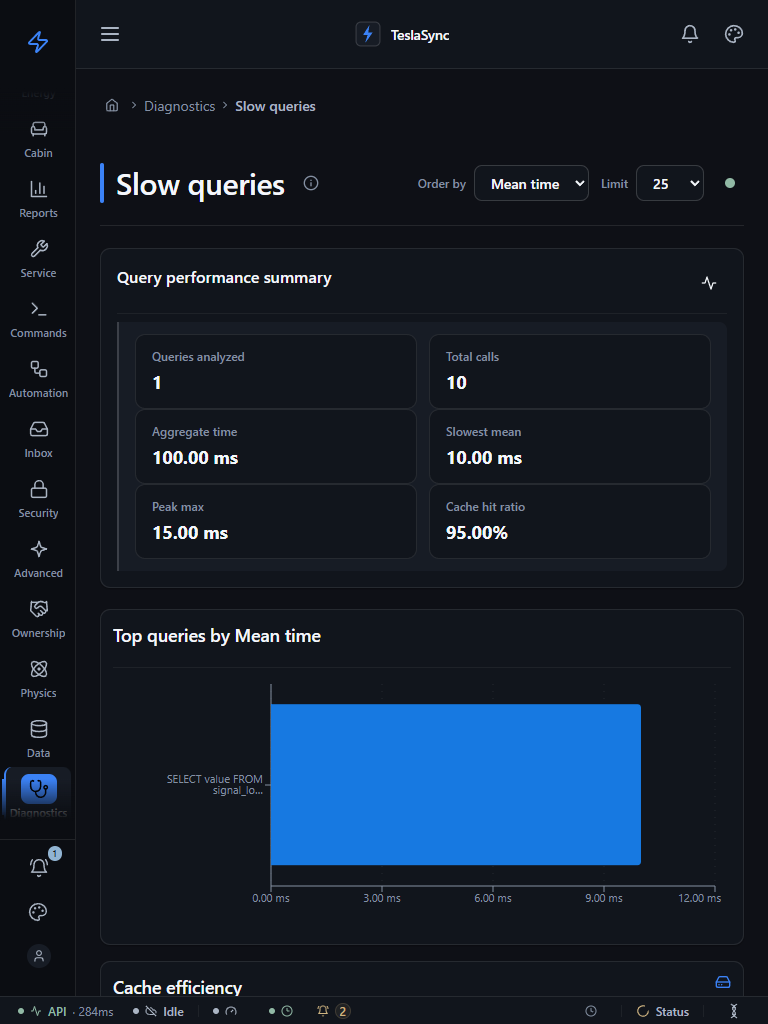 TeslaSync
Energy
Cabin
Reports
Service
Commands
Automation
Inbox
Security
Advanced
Ownership
Physics
Data
Diagnostics
1
Diagnostics Slow queries
Slow queries
Order by Mean time Limit 25
Query performance summary
Queries analyzed
1
Total calls
10
Aggregate time
100.00 ms
Slowest mean
10.00 ms
Peak max
15.00 ms
Cache hit ratio
95.00%
Top queries by Mean time
SELECT value FROM
signal_lo...
0.00 ms 3.00 ms 6.00 ms 9.00 ms 12.00 ms
Cache efficiency
API · 284ms Idle 2 Status